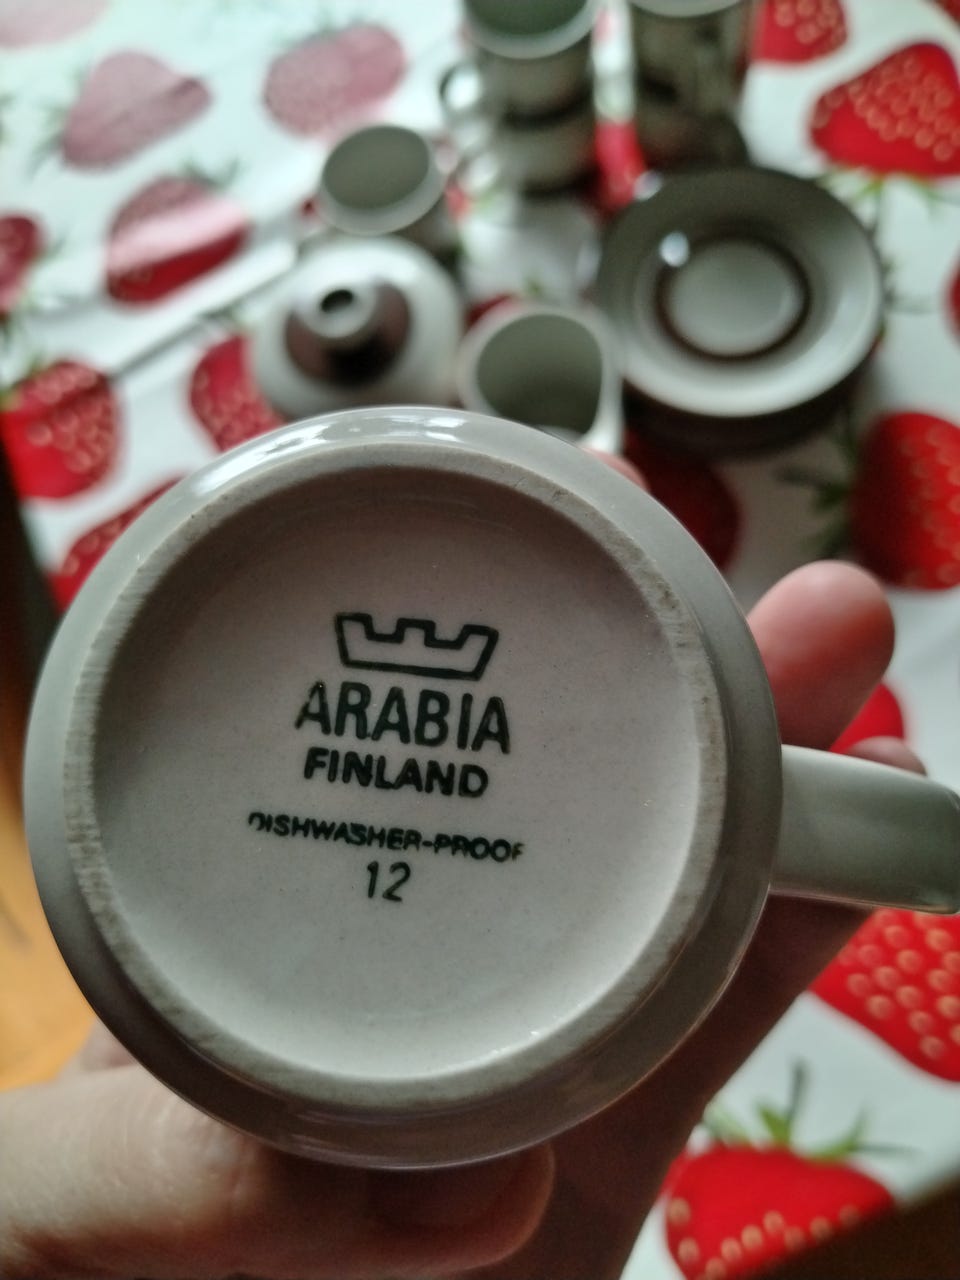 ARABIA
FINLAND
DISHWASHER-PROOF
12